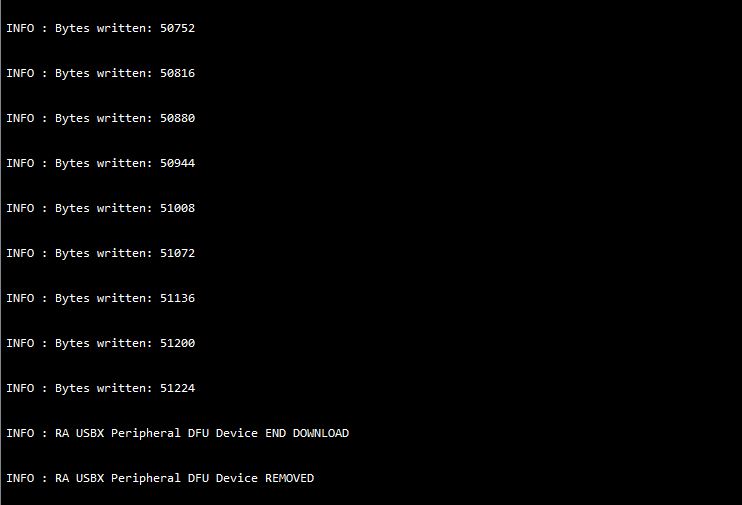 INFO : Bytes written: 50752
INFO : Bytes written: 50816
INFO : Bytes written: 50880
INFO : Bytes written: 50944
INFO : Bytes written: 51008
INFO : Bytes written: 51072
INFO : Bytes written: 51136
INFO : Bytes written: 51200
INFO : Bytes written: 51224
INFO : RA USBX Peripheral DFU Device END DOWNLOAD
INFO : RA USBX Peripheral DFU Device REMOVED